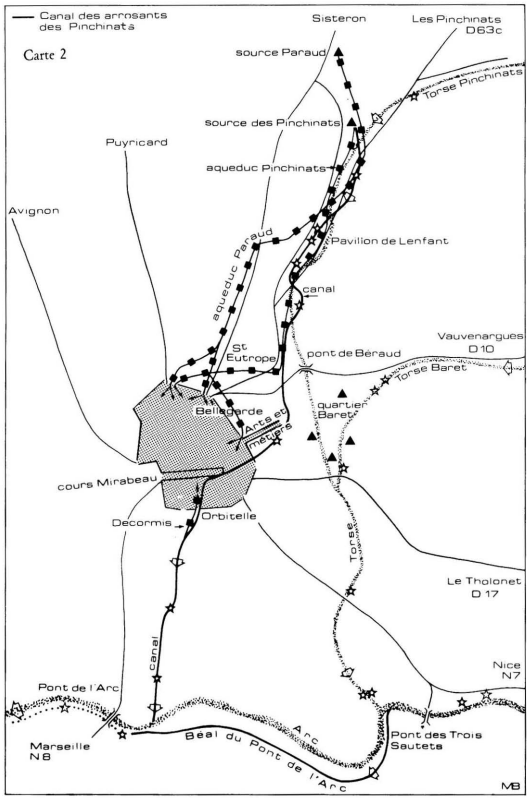 Canal des arrosants
des Pinchinats
Carte 2
Sisteron
Les Pinchinats
D63c
source Paraud
Torse Pinchinats
source des Pinchinats
Puyricard
aqueduc Pinchinats
Avignon
aqueduc Paraud
Pavillon de Lenfant
canal
Vauvenargues
D10
St
Eutrope
pont de Béraud
Torse Baret
quartier
Baret
Bellegarde
Arts et
métiers
cours Mirabeau
Orbitelle
Decormis
Torse
Le Tholonet
D 17
canal
Nice
N7
Pont de l'Arc
Arc
Pont des Trois
Sautets
Marseille
N8
Béal du Pont de l'Arc
MB